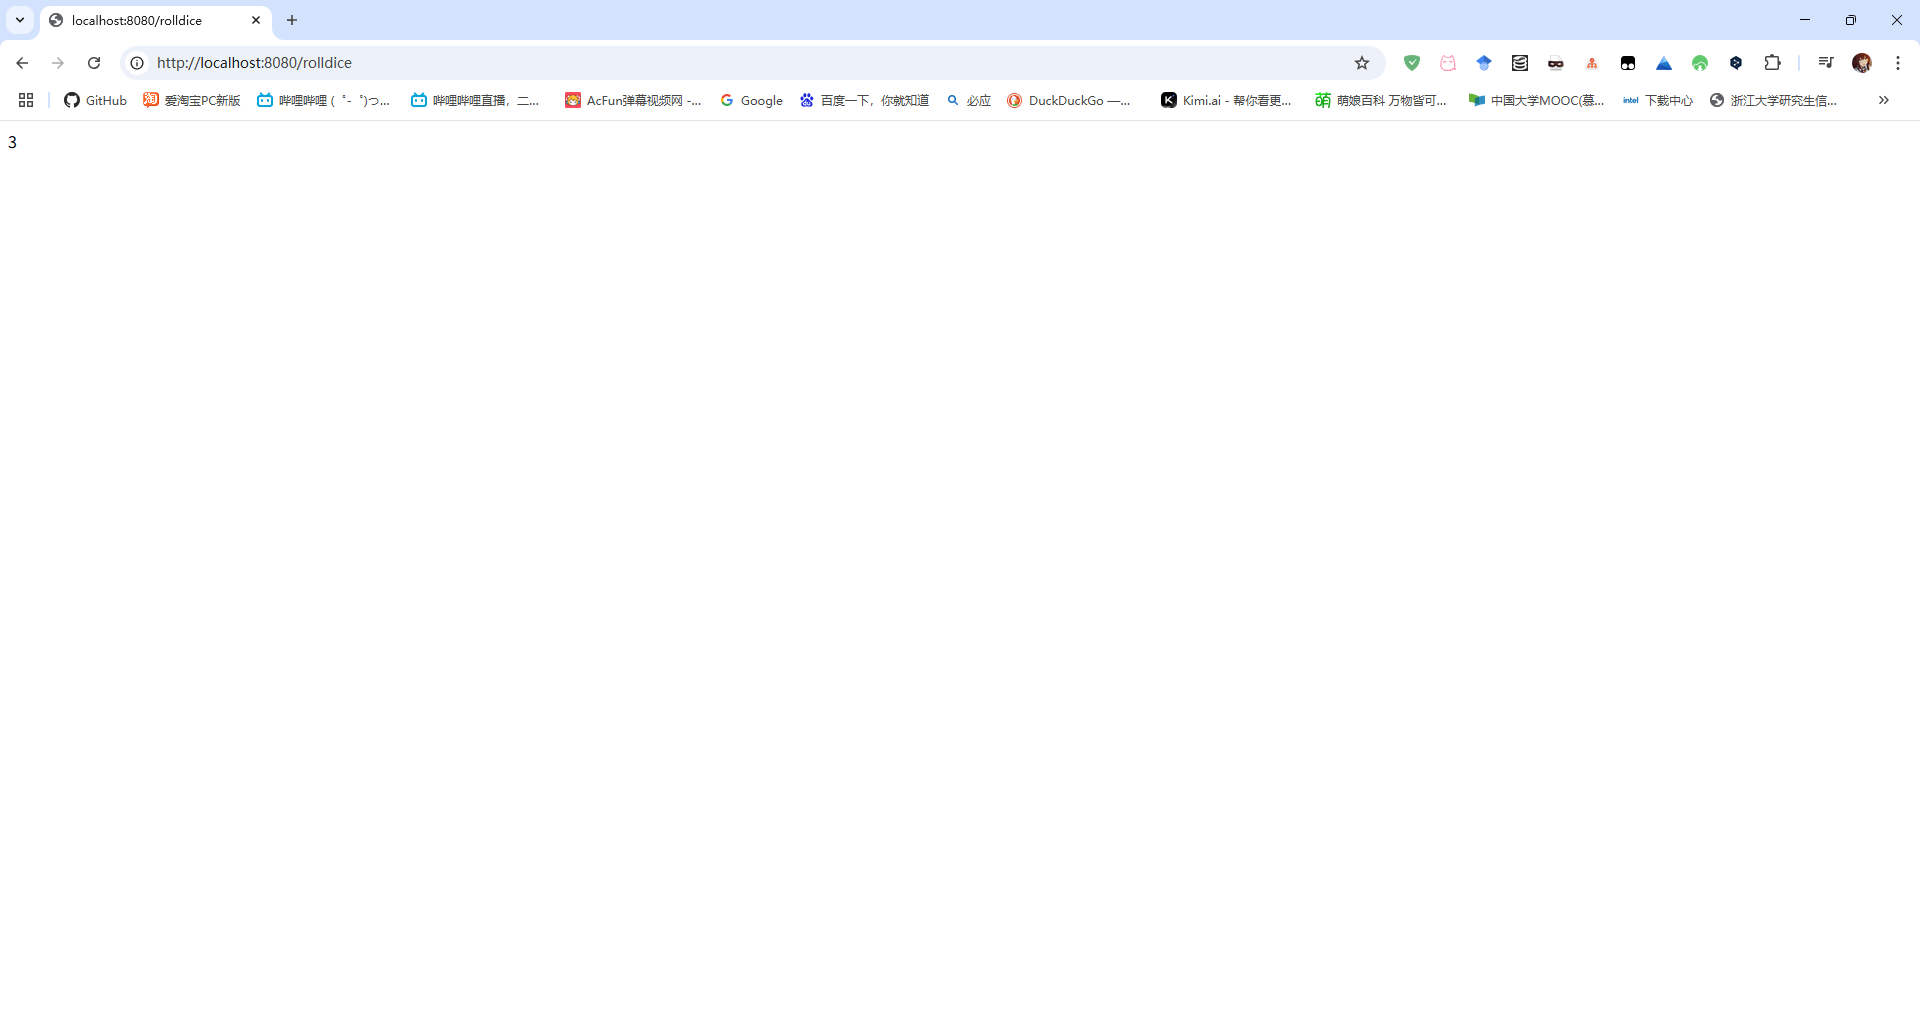 localhost:8080/rolldice
http://localhost:8080/rolldice
GitHub 爱淘宝PC新版 哔哩哔哩 ( ゜- ゜)つ... 哔哩哔哩直播，二... AcFun弹幕视频网 -... Google 百度一下，你就知道 必应 DuckDuckGo —... Kimi.ai - 帮你看更... 萌娘百科 万物皆可... 中国大学MOOC(慕... intel 下载中心 浙江大学研究生信...
3